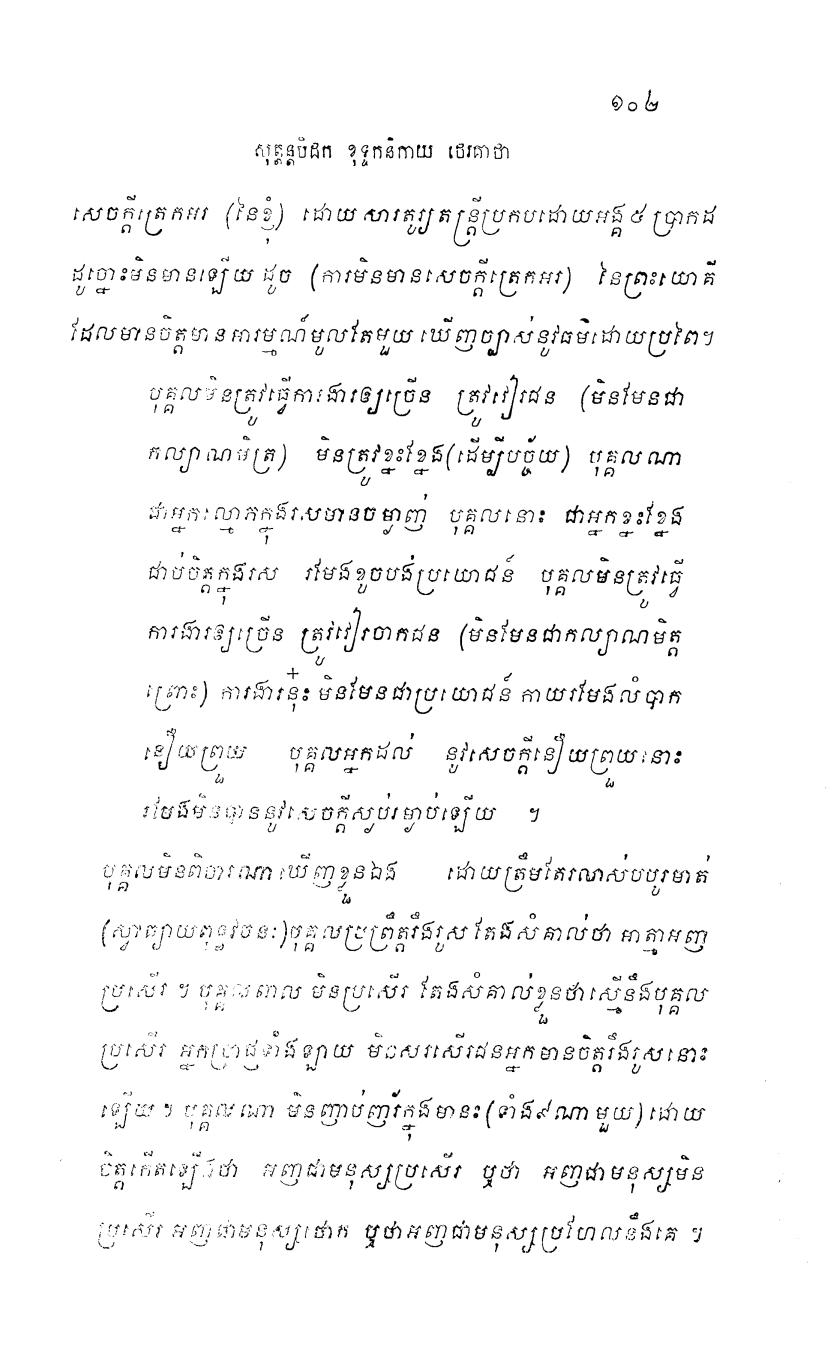 ១០២
សុត្តន្តបិដក ខុទ្ទកនិកាយ ថេរគាថា
សេចក្តីត្រេកអរ (នៃខ្ញុំ) ដោយសារតូរ្យតន្ត្រីប្រកបដោយអង្គ ៥ ប្រាកដ
ដូច្នោះមិនមានឡើយ ដូច (ការមិនមានសេចក្តីត្រេកអរ) នៃព្រះយោគី
ដែលមានចិត្តមានអារម្មណ៍មូលតែមួយ ឃើញច្បាស់នូវធម៌ដោយប្រពៃ។
បុគ្គលមិនត្រូវធ្វើការងារឲ្យច្រើន ត្រូវវៀរជន (មិនមែនជា
កល្យាណមិត្រ) មិនត្រូវខ្នះខ្នែង(ដើម្បីបច្ច័យ) បុគ្គលណា
ជាអ្នកល្មោភក្នុងរសមានចម្អាញ់ បុគ្គលនោះ ជាអ្នកខ្នះខ្នែង
ជាប់ចិត្តក្នុងរស រមែងខូចបង់ប្រយោជន៍ បុគ្គលមិនត្រូវធ្វើ
ការងារឲ្យច្រើន ត្រូវវៀរចាកជន (មិនមែនជាកល្យាណមិត្ត
ព្រោះ) ការងារនុ៎ះ មិនមែនជាប្រយោជន៍ កាយរមែងលំបាក
នឿយព្រួយ បុគ្គលអ្នកដល់ នូវសេចក្តីនឿយព្រួយនោះ
រមែងមិនបាននូវសេចក្តីស្ងប់រម្ងាប់ឡើយ ។
បុគ្គលមិនពិចារណាឃើញខ្លួនឯង ដោយត្រឹមតែរណាស់បបូរមាត់
(ស្វាធ្យាយពុទ្ធវចនៈ)បុគ្គលប្រព្រឹត្តរឹងរូស តែងសំគាល់ថា អាត្មាអញ
ប្រសើរ ។ បុគ្គលពាល មិនប្រសើរ តែងសំគាល់ខ្លួនថាស្មើនឹងបុគ្គល
ប្រសើរ អ្នកប្រាជ្ញទាំងឡាយ មិនសរសើរជនអ្នកមានចិត្តរឹងរូសនោះ
ឡើយ ។ បុគ្គលណា មិនញាប់ញ័រក្នុងមានះ (ទាំង៩ណាមួយ) ដោយ
ចិត្តកើតឡើងថា អញជាមនុស្សប្រសើរ ឬថា អញជាមនុស្សមិន
ប្រសើរ អញជាមនុស្សថោក ឬថាអញជាមនុស្សប្រហែលនឹងគេ ។